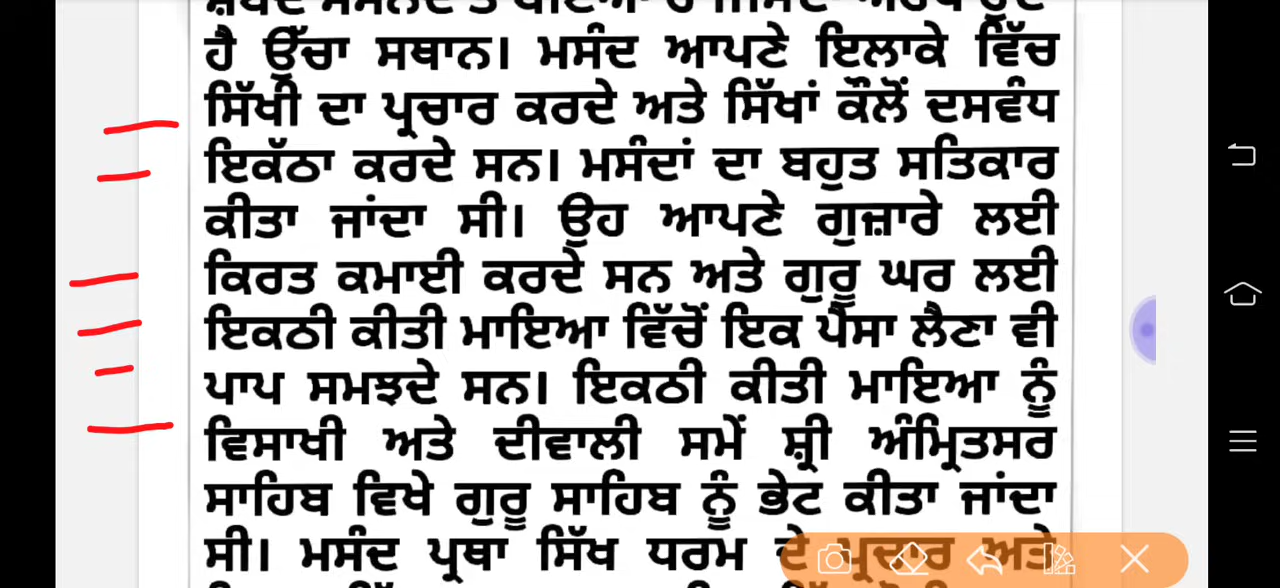 ਹੈ ਉੱਚਾ ਸਥਾਨ। ਮਸੰਦ ਆਪਣੇ ਇਲਾਕੇ ਵਿੱਚ
ਸਿੱਖੀ ਦਾ ਪ੍ਰਚਾਰ ਕਰਦੇ ਅਤੇ ਸਿੱਖਾਂ ਕੌਲੋਂ ਦਸਵੰਧ
ਇਕੱਠਾ ਕਰਦੇ ਸਨ। ਮਸੰਦਾਂ ਦਾ ਬਹੁਤ ਸਤਿਕਾਰ
ਕੀਤਾ ਜਾਂਦਾ ਸੀ। ਉਹ ਆਪਣੇ ਗੁਜ਼ਾਰੇ ਲਈ
ਕਿਰਤ ਕਮਾਈ ਕਰਦੇ ਸਨ ਅਤੇ ਗੁਰੂ ਘਰ ਲਈ
ਇਕਠੀ ਕੀਤੀ ਮਾਇਆ ਵਿੱਚੋਂ ਇਕ ਪੈਸਾ ਲੈਣਾ ਵੀ
ਪਾਪ ਸਮਝਦੇ ਸਨ। ਇਕਠੀ ਕੀਤੀ ਮਾਇਆ ਨੂੰ
ਵਿਸਾਖੀ ਅਤੇ ਦੀਵਾਲੀ ਸਮੇਂ ਸ਼੍ਰੀ ਅੰਮ੍ਰਿਤਸਰ
ਸਾਹਿਬ ਵਿਖੇ ਗੁਰੂ ਸਾਹਿਬ ਨੂੰ ਭੇਟ ਕੀਤਾ ਜਾਂਦਾ
ਸੀ। ਮਸੰਦ ਪ੍ਰਥਾ ਸਿੱਖ ਧਰਮ ਦੇ ਅਤੇ